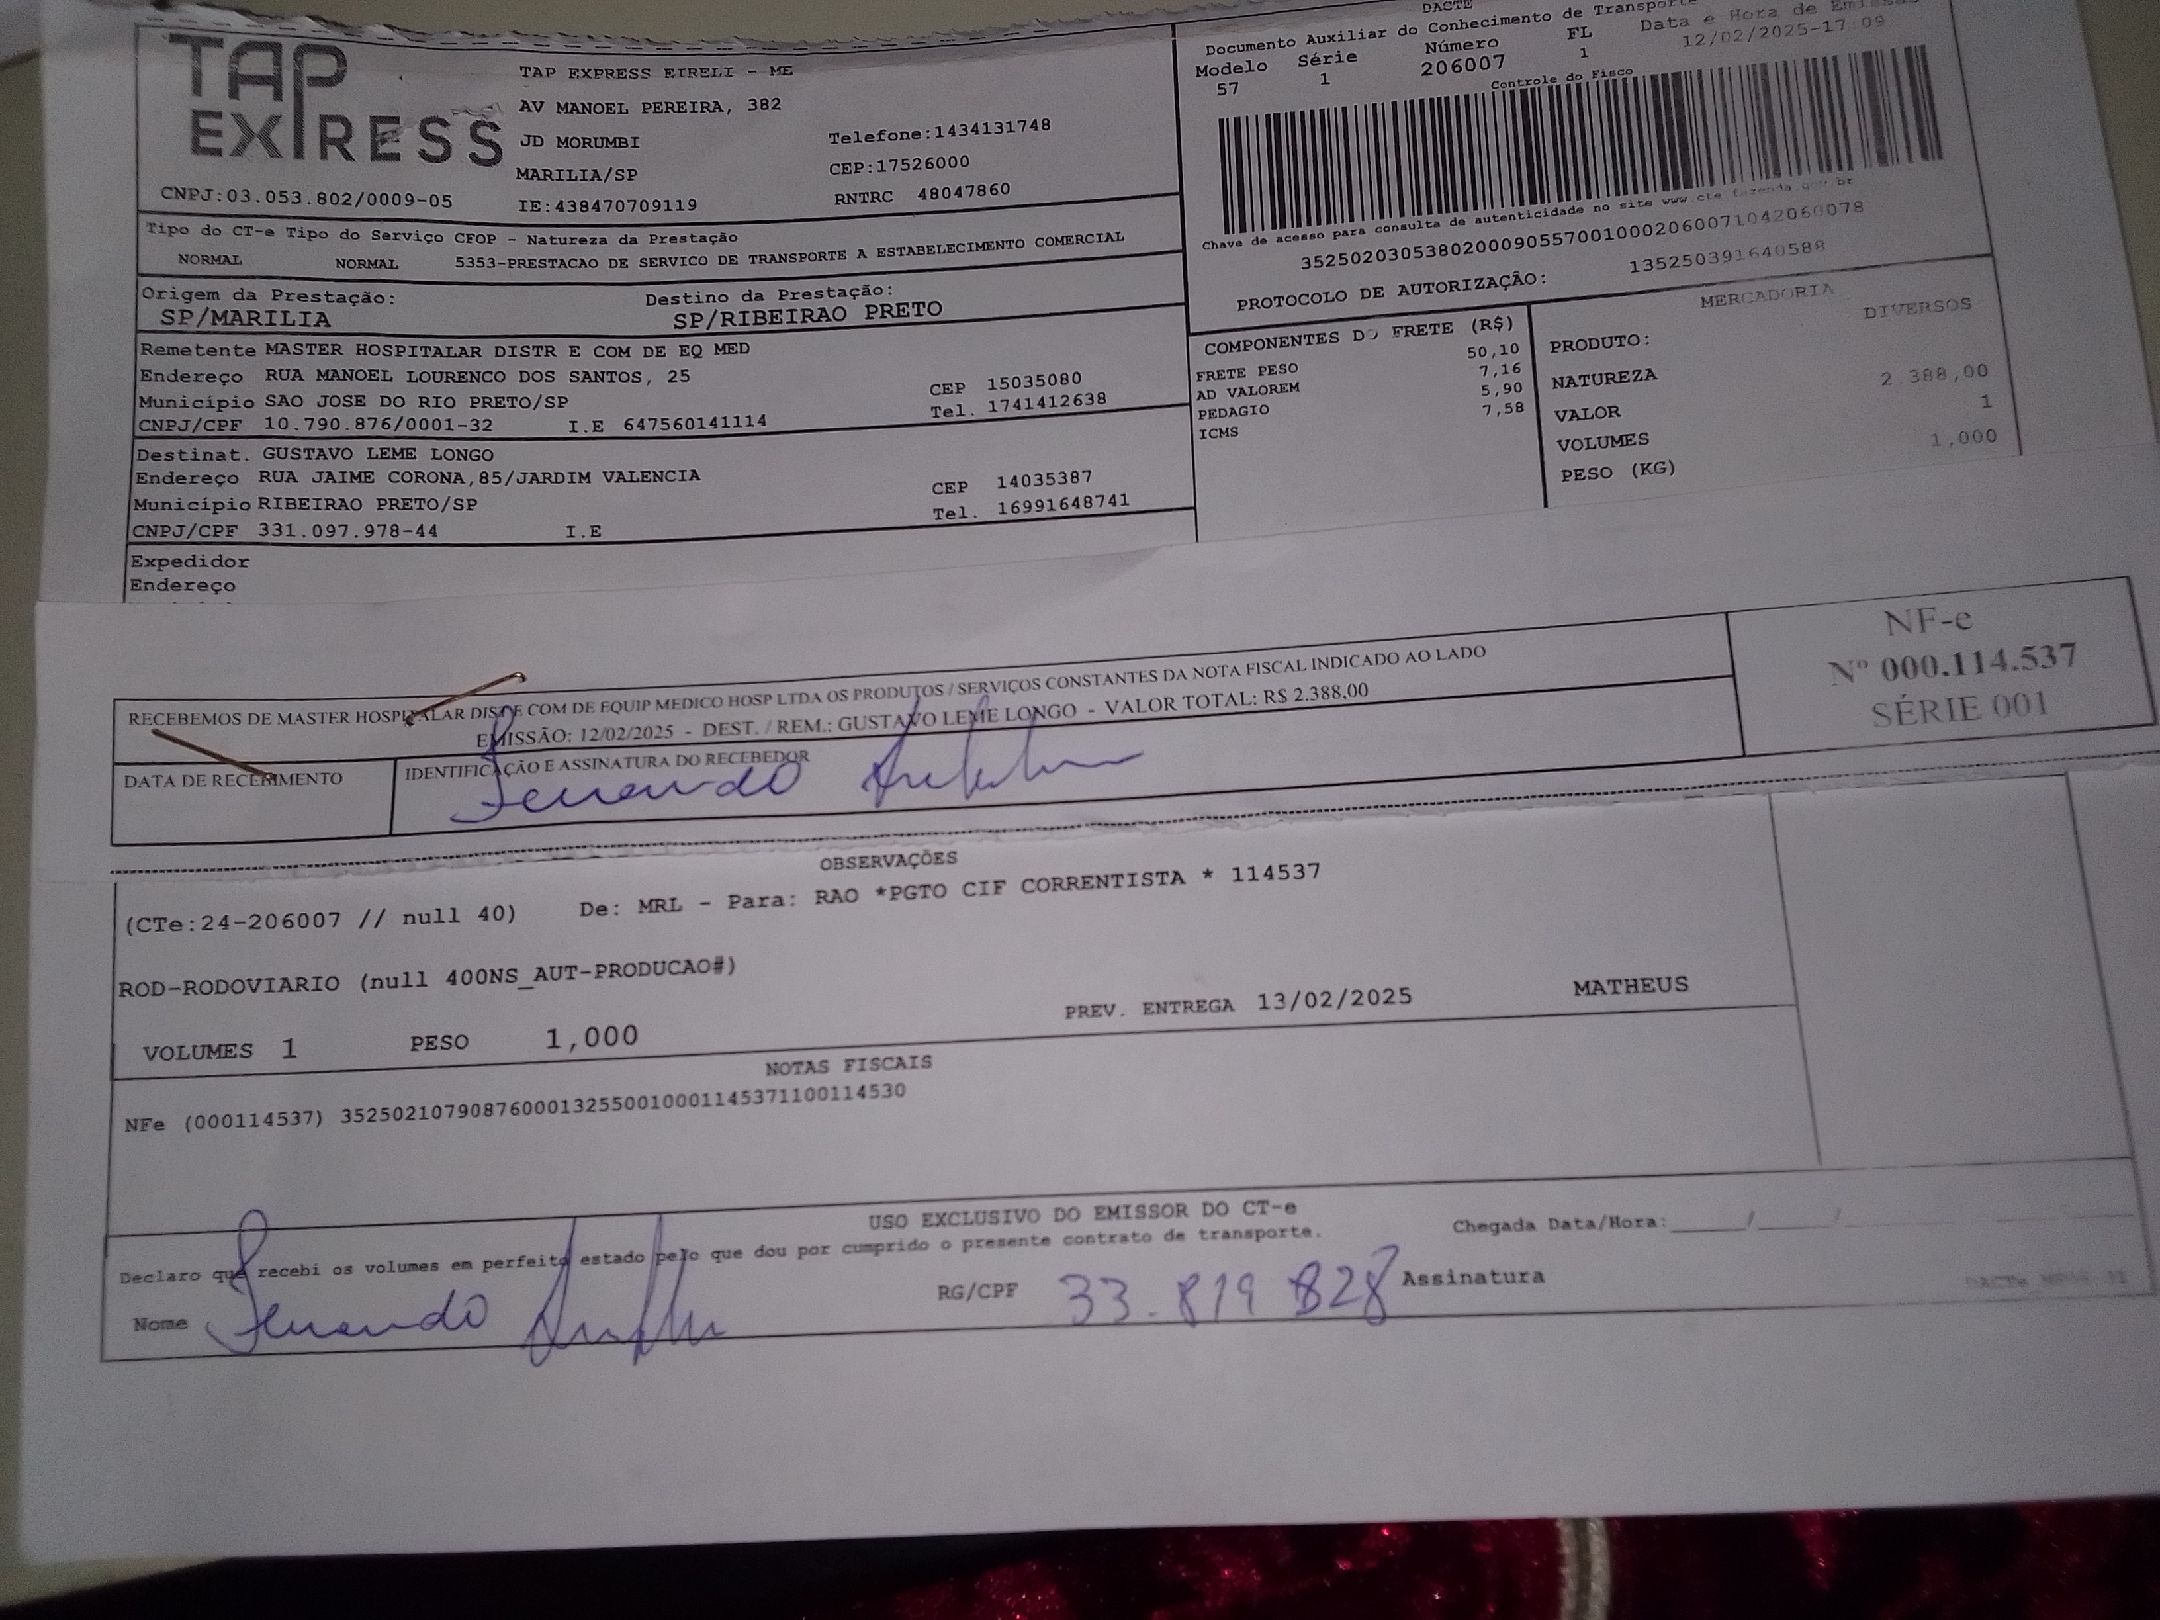 TAP EXPRESS
TAP EXPRESS EIRELI - ME
AV MANOEL PEREIRA, 382
JD MORUMBI Telefone:1434131748
MARILIA/SP CEP:17526000
CNPJ:03.053.802/0009-05 IE:438470709119 RNTRC 48047860
DACTE
Documento Auxiliar do Conhecimento de Transporte
Modelo Série Número FL Data e Hora de
57 1 206007 1 12/02/2025-17:09
Controle do Fisco
Chave de acesso para consulta de autenticidade no site www.cte.fazenda.gov.br
35250203053802000905570010002060071042060078
PROTOCOLO DE AUTORIZAÇÃO: 135250391640588
Tipo do CT-e Tipo do Serviço CFOP - Natureza da Prestação
NORMAL NORMAL 5353-PRESTACAO DE SERVICO DE TRANSPORTE A ESTABELECIMENTO COMERCIAL
Origem da Prestação: Destino da Prestação:
SP/MARILIA SP/RIBEIRAO PRETO
Remetente MASTER HOSPITALAR DISTR E COM DE EQ MED
Endereço RUA MANOEL LOURENCO DOS SANTOS, 25 CEP 15035080
Município SAO JOSE DO RIO PRETO/SP Tel. 1741412638
CNPJ/CPF 10.790.876/0001-32 I.E 647560141114
Destinat. GUSTAVO LEME LONGO
Endereço RUA JAIME CORONA,85/JARDIM VALENCIA CEP 14035387
Município RIBEIRAO PRETO/SP Tel. 16991648741
CNPJ/CPF 331.097.978-44 I.E
Expedidor
Endereço
COMPONENTES DO FRETE (R$)
FRETE PESO 50,10
AD VALOREM 7,16
PEDAGIO 5,90
ICMS 7,58
MERCADORIA
PRODUTO: DIVERSOS
NATUREZA
VALOR 2.388,00
VOLUMES 1
PESO (KG) 1,000
RECEBEMOS DE MASTER HOSPITALAR DIST E COM DE EQUIP MEDICO HOSP LTDA OS PRODUTOS / SERVIÇOS CONSTANTES DA NOTA FISCAL INDICADO AO LADO
EMISSÃO: 12/02/2025 - DEST. / REM.: GUSTAVO LEME LONGO - VALOR TOTAL: R$ 2.388,00
DATA DE RECEBIMENTO IDENTIFICAÇÃO E ASSINATURA DO RECEBEDOR
Fernando
NF-e
Nº 000.114.537
SÉRIE 001
OBSERVAÇÕES
(CTe:24-206007 // null 40) De: MRL - Para: RAO *PGTO CIF CORRENTISTA * 114537
ROD-RODOVIARIO (null 400NS_AUT-PRODUCAO#)
VOLUMES 1 PESO 1,000 PREV. ENTREGA 13/02/2025 MATHEUS
NOTAS FISCAIS
NFe (000114537) 35250210790876000132550010001145371100114530
USO EXCLUSIVO DO EMISSOR DO CT-e
Declaro que recebi os volumes em perfeito estado pelo que dou por cumprido o presente contrato de transporte. Chegada Data/Hora:_____/_____/
Nome Fernando RG/CPF 33.819 828 Assinatura